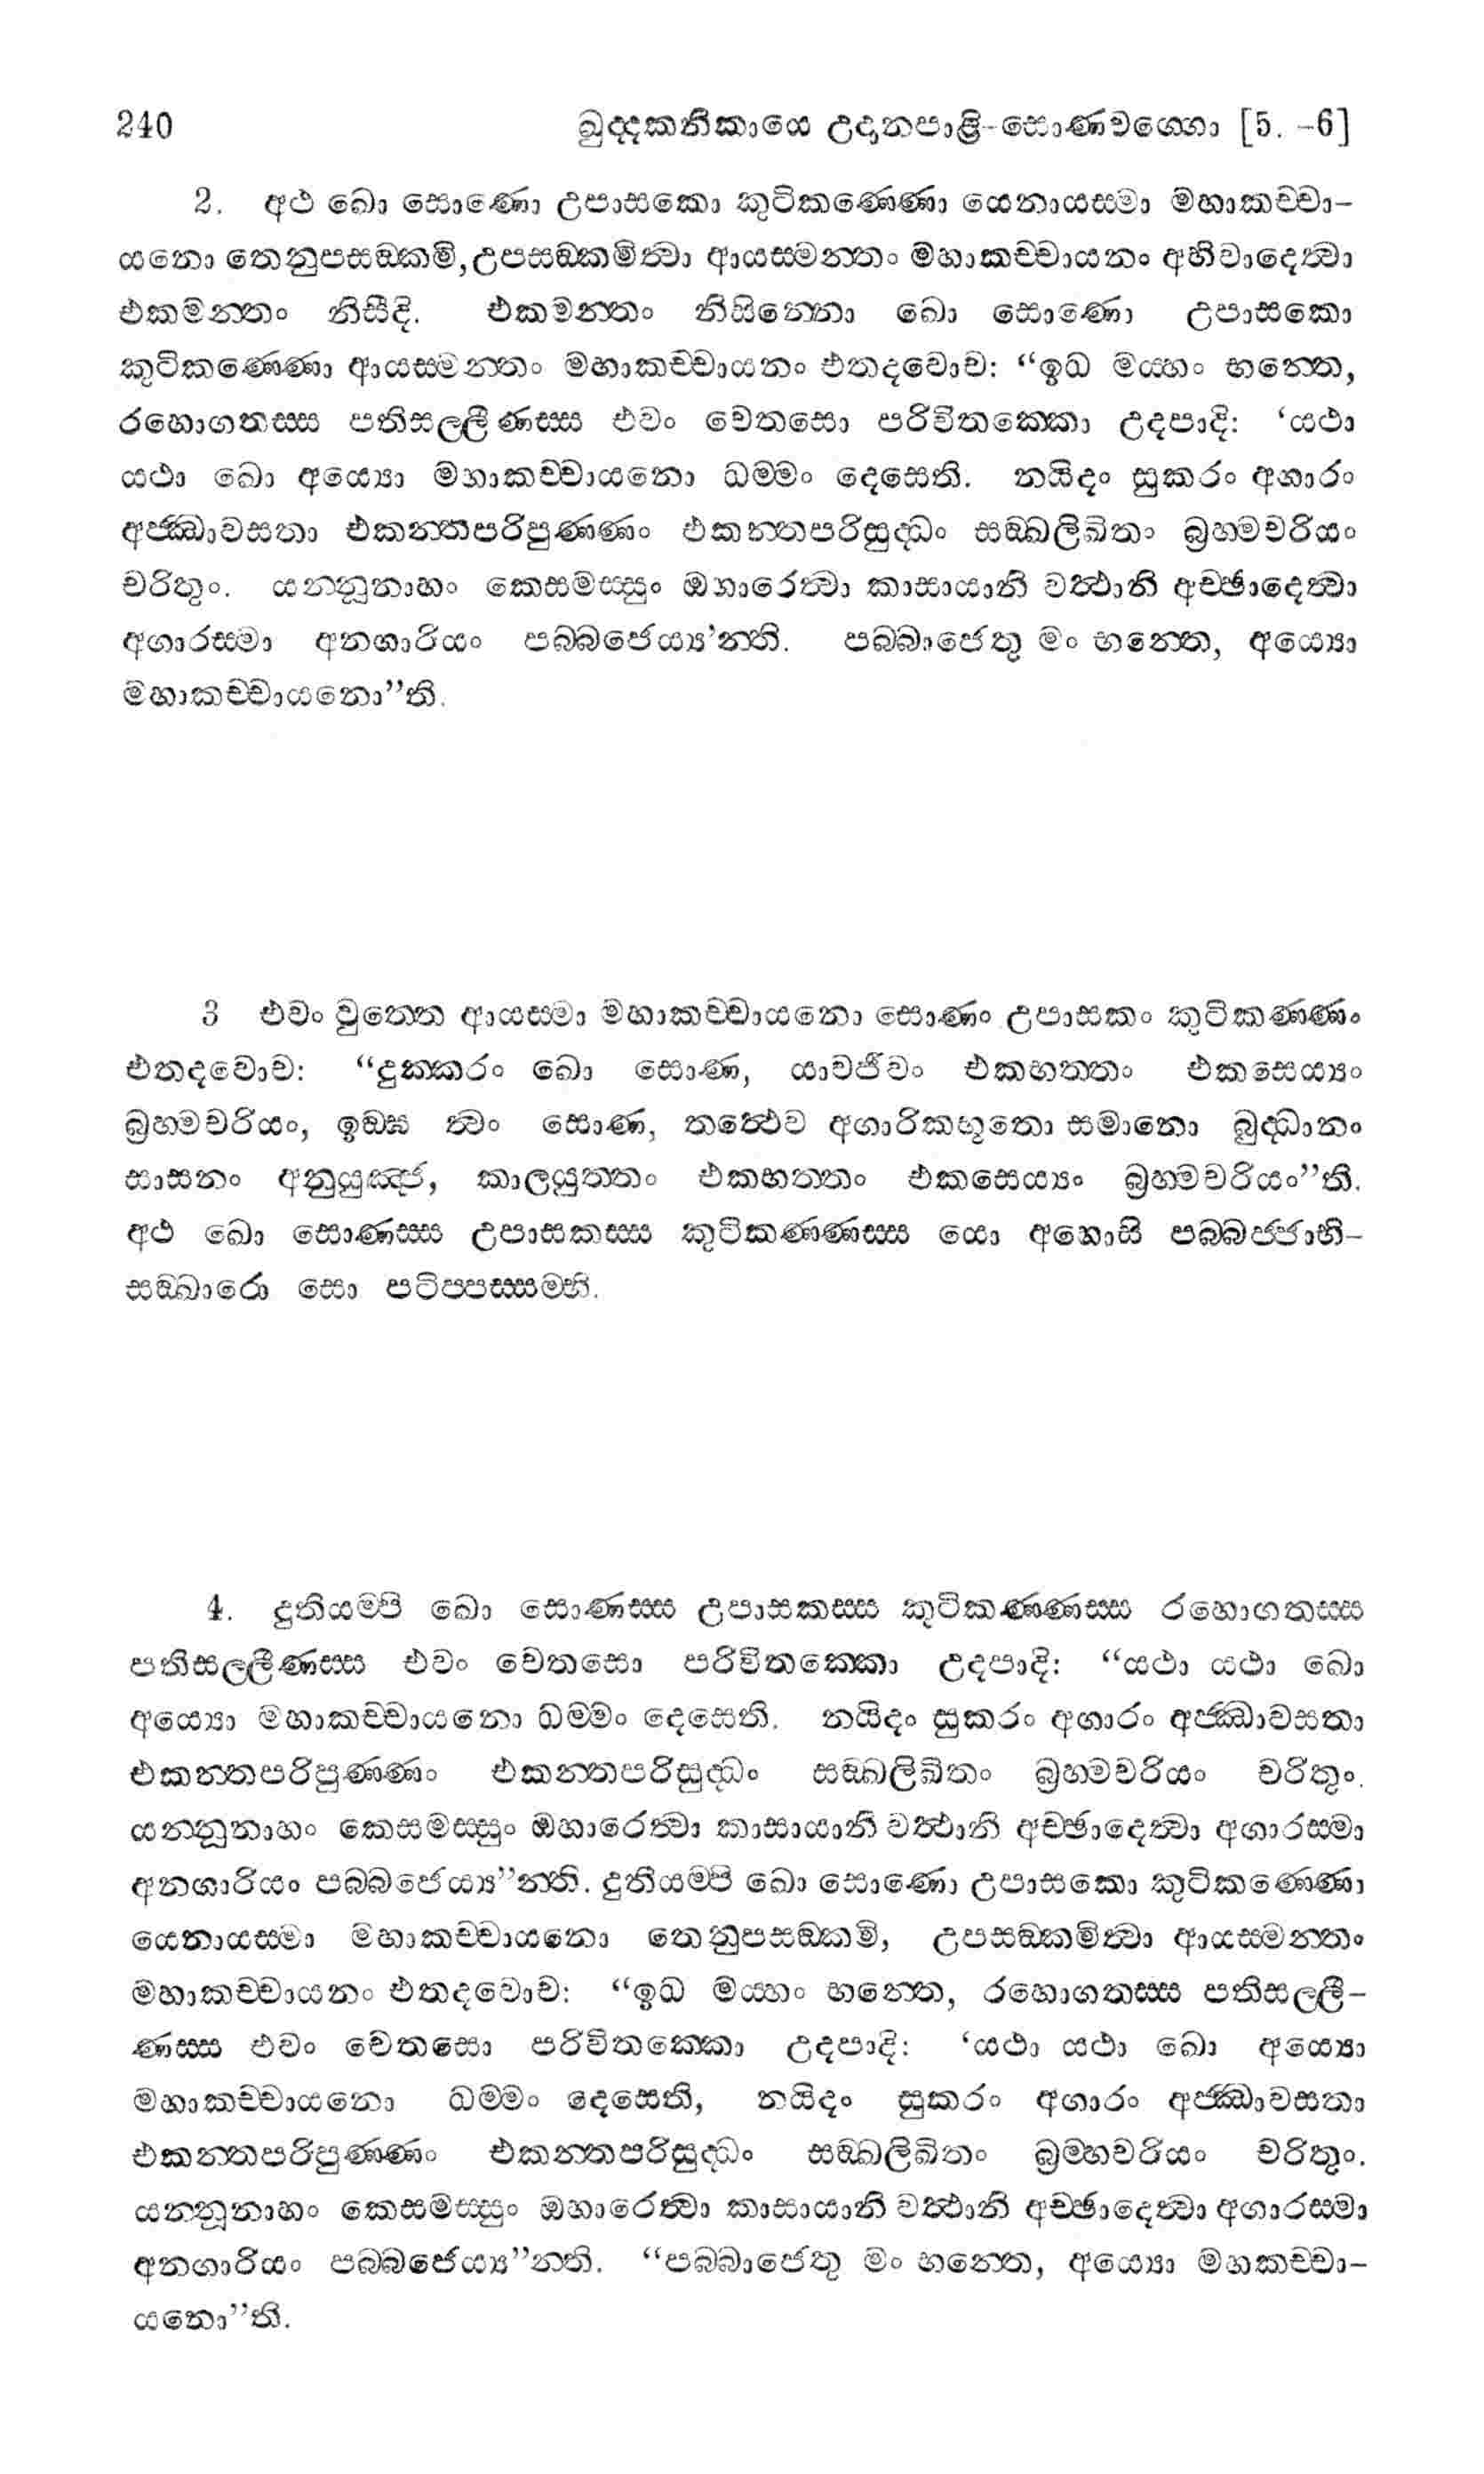 240 ඛුද්දකනිකායෙ උදානපාළි-සොණවග්ගො [5. -6]
2. අථ ඛො සොණො උපාසකො කුටිකණ්ණො යෙනායස්මා මහාකච්චා-
යනො තෙනුපසඞ්කමි, උපසඞ්කමිත්වා ආයස්මන්තං මහාකච්චායනං අභිවාදෙත්වා
එකමන්තං නිසීදි. එකමන්තං නිසින්නො ඛො සොණො උපාසකො
කුටිකණ්ණො ආයස්මන්තං මහාකච්චායනං එතදවොච: “ඉධ මය්හං භන්තෙ,
රහොගතස්ස පතිසල්ලීණස්ස එවං චෙතසො පරිවිතක්කො උදපාදි: ‘යථා
යථා ඛො අය්‍යො මහාකච්චායනො ධම්මං දෙසෙති. නයිදං සුකරං අගාරං
අජ්ඣාවසතා එකන්තපරිපුණ්ණං එකන්තපරිසුද්ධං සඞ්ඛලිඛිතං බ්‍රහ්මචරියං
චරිතුං. යන්නූනාහං කෙසමස්සුං ඔහාරෙත්වා කාසායානි වත්ථානි අච්ඡාදෙත්වා
අගාරස්මා අනගාරියං පබ්බජෙය්‍ය’න්ති. පබ්බාජෙතු මං භන්තෙ, අය්‍යො
මහාකච්චායනො”ති.
3 එවං වුත්තෙ ආයස්මා මහාකච්චායනො සොණං උපාසකං කුටිකණ්ණං
එතදවොච: “දුක්කරං ඛො සොණ, යාවජීවං එකභත්තං එකසෙය්‍යං
බ්‍රහ්මචරියං, ඉඞ්ඝ ත්වං සොණ, තත්ථෙව අගාරිකභූතො සමානො බුද්ධානං
සාසනං අනුයුඤ්ජ, කාලයුත්තං එකභත්තං එකසෙය්‍යං බ්‍රහ්මචරියං”ති.
අථ ඛො සොණස්ස උපාසකස්ස කුටිකණ්ණස්ස යො අහොසි පබ්බජ්ජාභි-
සඞ්ඛාරො සො පටිප්පස්සම්භි.
4. දුතියම්පි ඛො සොණස්ස උපාසකස්ස කුටිකණ්ණස්ස රහොගතස්ස
පතිසල්ලීණස්ස එවං චෙතසො පරිවිතක්කො උදපාදි: “යථා යථා ඛො
අය්‍යො මහාකච්චායනො ධම්මං දෙසෙති. නයිදං සුකරං අගාරං අජ්ඣාවසතා
එකන්තපරිපුණ්ණං එකන්තපරිසුද්ධං සඞ්ඛලිඛිතං බ්‍රහ්මචරියං චරිතුං.
යන්නූනාහං කෙසමස්සුං ඔහාරෙත්වා කාසායානි වත්ථානි අච්ඡාදෙත්වා අගාරස්මා
අනගාරියං පබ්බජෙය්‍ය”න්ති. දුතියම්පි ඛො සොණො උපාසකො කුටිකණ්ණො
යෙනායස්මා මහාකච්චායනො තෙනුපසඞ්කමි, උපසඞ්කමිත්වා ආයස්මන්තං
මහාකච්චායනං එතදවොච: “ඉධ මය්හං භන්තෙ, රහොගතස්ස පතිසල්ලී-
ණස්ස එවං චෙතසො පරිවිතක්කො උදපාදි: ‘යථා යථා ඛො අය්‍යො
මහාකච්චායනො ධම්මං දෙසෙති, නයිදං සුකරං අගාරං අජ්ඣාවසතා
එකන්තපරිපුණ්ණං එකන්තපරිසුද්ධං සඞ්ඛලිඛිතං බ්‍රම්හචරියං චරිතුං.
යන්නූනාහං කෙසමස්සුං ඔහාරෙත්වා කාසායානි වත්ථානි අච්ඡාදෙත්වා අගාරස්මා
අනගාරියං පබ්බජෙය්‍ය”න්ති. “පබ්බාජෙතු මං භන්තෙ, අය්‍යො මහකච්චා-
යනො”ති.